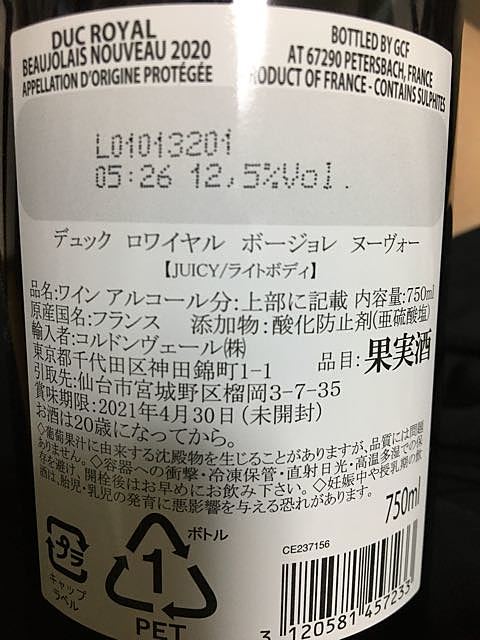 DUC ROYAL
BEAUJOLAIS NOUVEAU 2020
APPELLATION D'ORIGINE PROTÉGÉE
BOTTLED BY GCF
AT 67290 PETERSBACH, FRANCE
PRODUCT OF FRANCE - CONTAINS SULPHITES
L01013201
05:26 12,5%Vol.
デュック ロワイヤル ボージョレ ヌーヴォー
【JUICY/ライトボディ】
品名:ワイン アルコール分:上部に記載 内容量:750ml
原産国名:フランス 添加物:酸化防止剤(亜硫酸塩)
輸入者:コルドンヴェール(株)
東京都千代田区神田錦町1-1
品目:果実酒
引取先:仙台市宮城野区榴岡3-7-35
賞味期限:2021年4月30日(未開封)
お酒は20歳になってから。
◇葡萄果汁に由来する沈殿物を生じることがありますが、品質には問題
ありません。◇容器への衝撃・冷凍保管・直射日光・高温多湿での保
存を避け、開栓後はお早めにお飲み下さい。◇妊娠中や授乳期の飲
酒は、胎児・乳児の発育に悪影響を与える恐れがあります。
750ml
プラ
キャップ
ラベル
ボトル
1
PET
CE237156
3 120581 457233